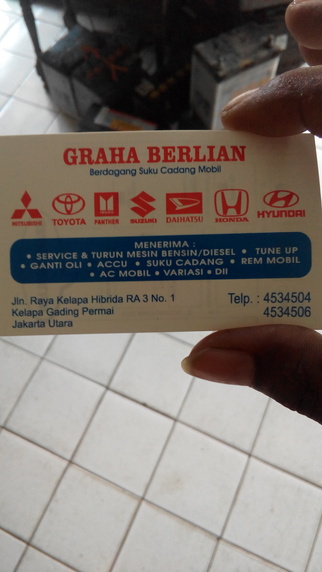 GRAHA BERLIAN
Berdagang Suku Cadang Mobil
MITSUBISHI TOYOTA PANTHER SUZUKI DAIHATSU HONDA HYUNDAI
MENERIMA :
• SERVICE & TURUN MESIN BENSIN/DIESEL • TUNE UP
• GANTI OLI • ACCU • SUKU CADANG • REM MOBIL
• AC MOBIL • VARIASI • Dll
Jln. Raya Kelapa Hibrida RA 3 No. 1
Kelapa Gading Permai
Jakarta Utara
Telp. : 4534504
4534506